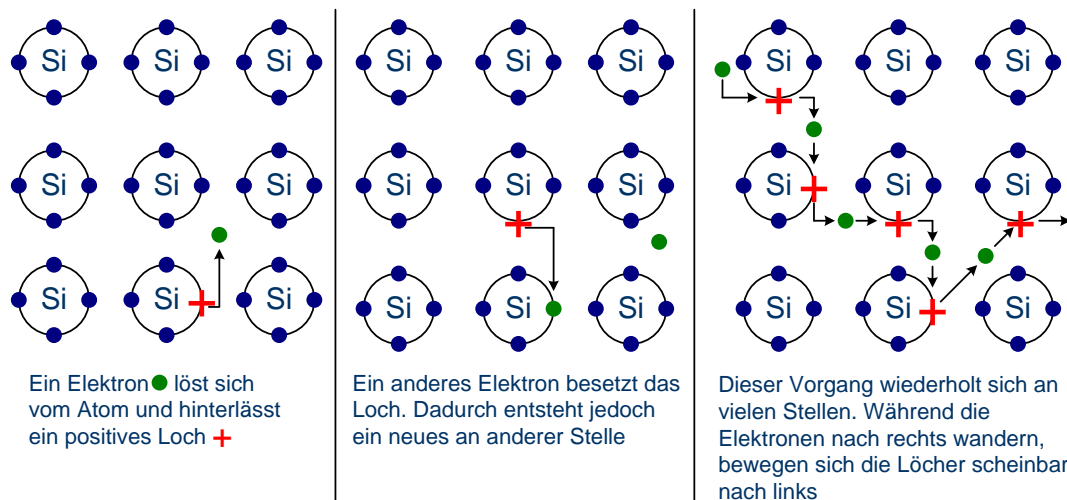 Si Si Si
Si Si Si
Si Si Si
Ein Elektron löst sich
vom Atom und hinterlässt
ein positives Loch +
Si Si Si
Si Si Si
Si Si Si
Ein anderes Elektron besetzt das
Loch. Dadurch entsteht jedoch
ein neues an anderer Stelle
Si Si Si
Si Si Si
Si Si Si
Dieser Vorgang wiederholt sich an
vielen Stellen. Während die
Elektronen nach rechts wandern,
bewegen sich die Löcher scheinbar
nach links